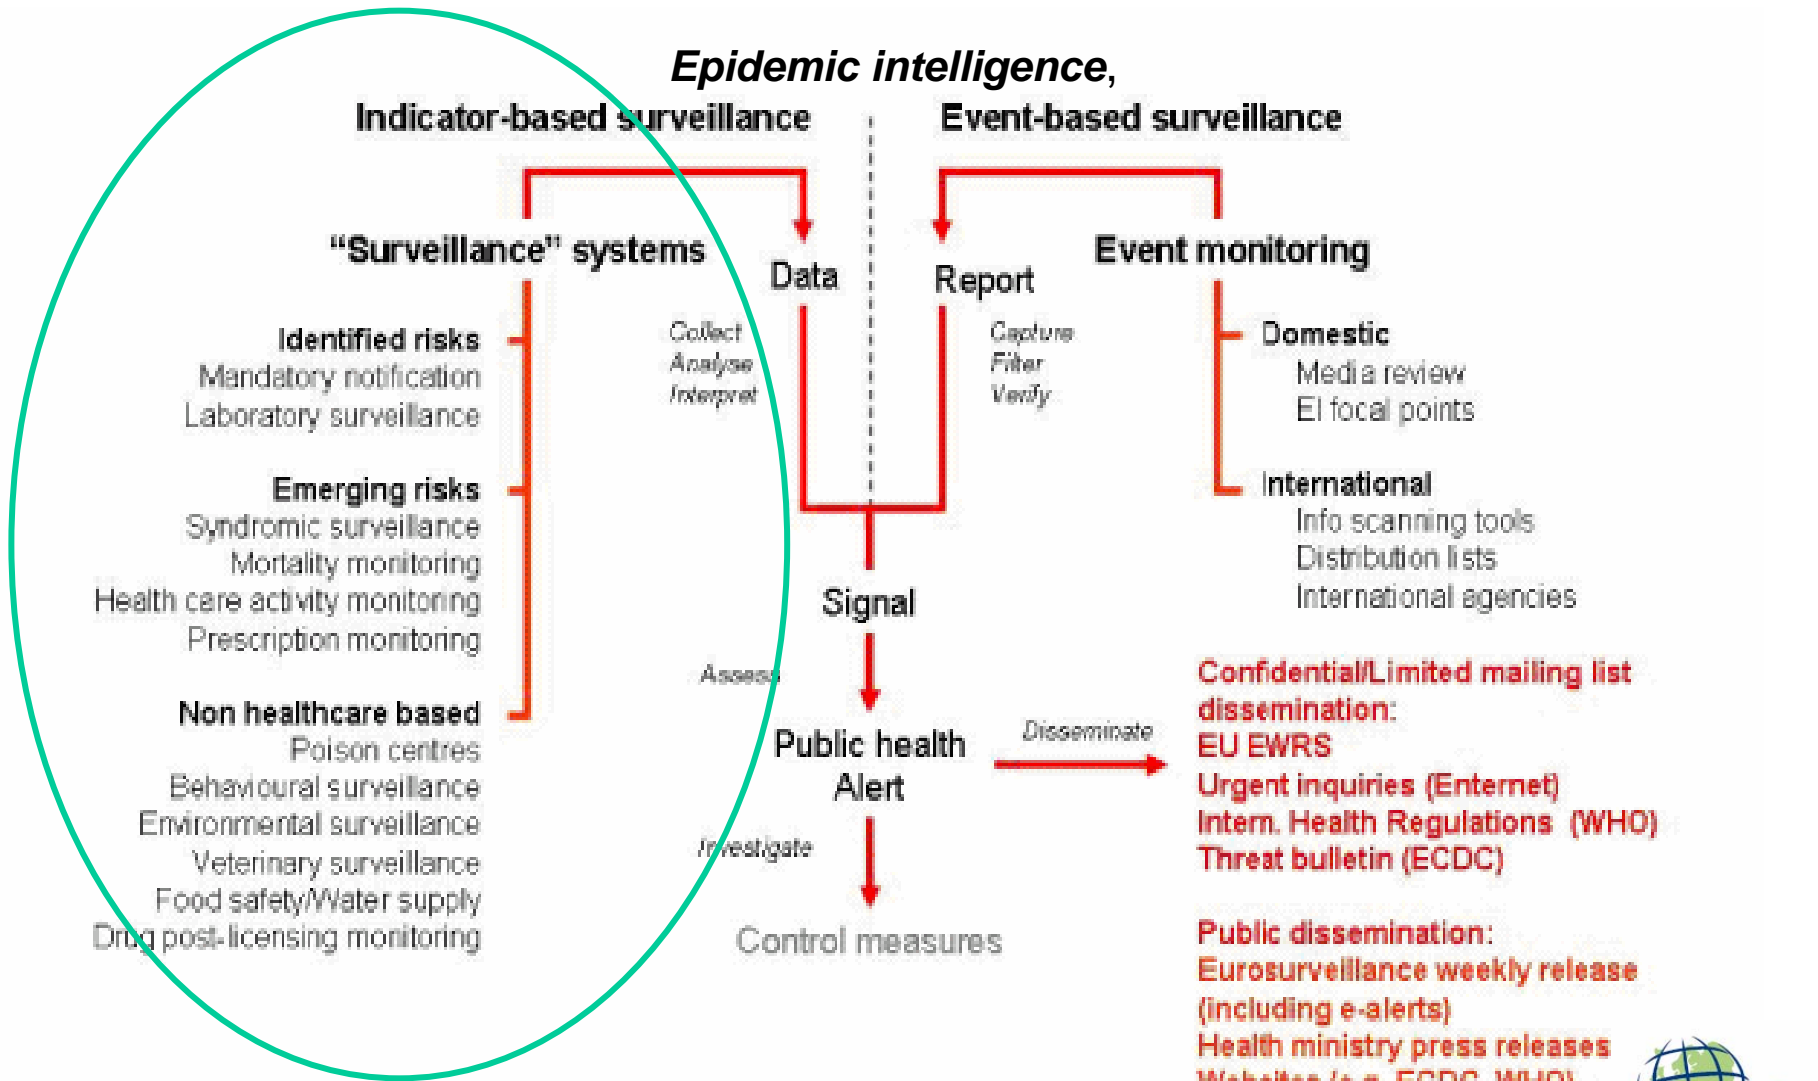 Epidemic intelligence,
Indicator-based surveillance
Event-based surveillance
“Surveillance” systems
Data
Report
Event monitoring
Identified risks
Mandatory notification
Laboratory surveillance
Collect
Analyse
Interpret
Capture
Filter
Verify
Domestic
Media review
EI focal points
Emerging risks
Syndromic surveillance
Mortality monitoring
Health care activity monitoring
Prescription monitoring
International
Info scanning tools
Distribution lists
International agencies
Signal
Assess
Non healthcare based
Poison centres
Behavioural surveillance
Environmental surveillance
Veterinary surveillance
Food safety/Water supply
Drug post-licensing monitoring
Public health
Alert
Disseminate
Investigate
Control measures
Confidential/Limited mailing list
dissemination:
EU EWRS
Urgent inquiries (Enternet)
Intern. Health Regulations (WHO)
Threat bulletin (ECDC)
Public dissemination:
Eurosurveillance weekly release
(including e-alerts)
Health ministry press releases
Websites (e.g. ECDC, WHO)